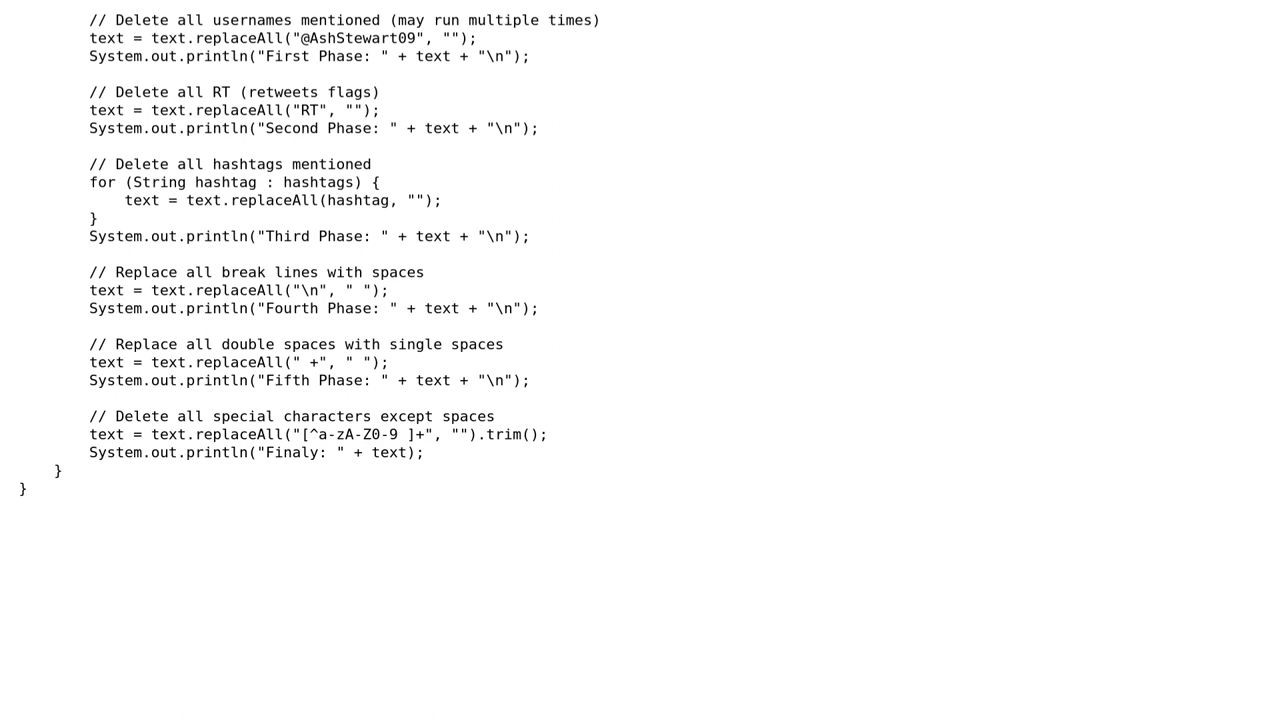 // Delete all usernames mentioned (may run multiple times)
text = text.replaceAll("@AshStewart09", "");
System.out.println("First Phase: " + text + "\n");
// Delete all RT (retweets flags)
text = text.replaceAll("RT", "");
System.out.println("Second Phase: " + text + "\n");
// Delete all hashtags mentioned
for (String hashtag : hashtags) {
text = text.replaceAll(hashtag, "");
}
System.out.println("Third Phase: " + text + "\n");
// Replace all break lines with spaces
text = text.replaceAll("\n", " ");
System.out.println("Fourth Phase: " + text + "\n");
// Replace all double spaces with single spaces
text = text.replaceAll(" +", " ");
System.out.println("Fifth Phase: " + text + "\n");
// Delete all special characters except spaces
text = text.replaceAll("[^a-zA-Z0-9 ]+", "").trim();
System.out.println("Finaly: " + text);
}
}